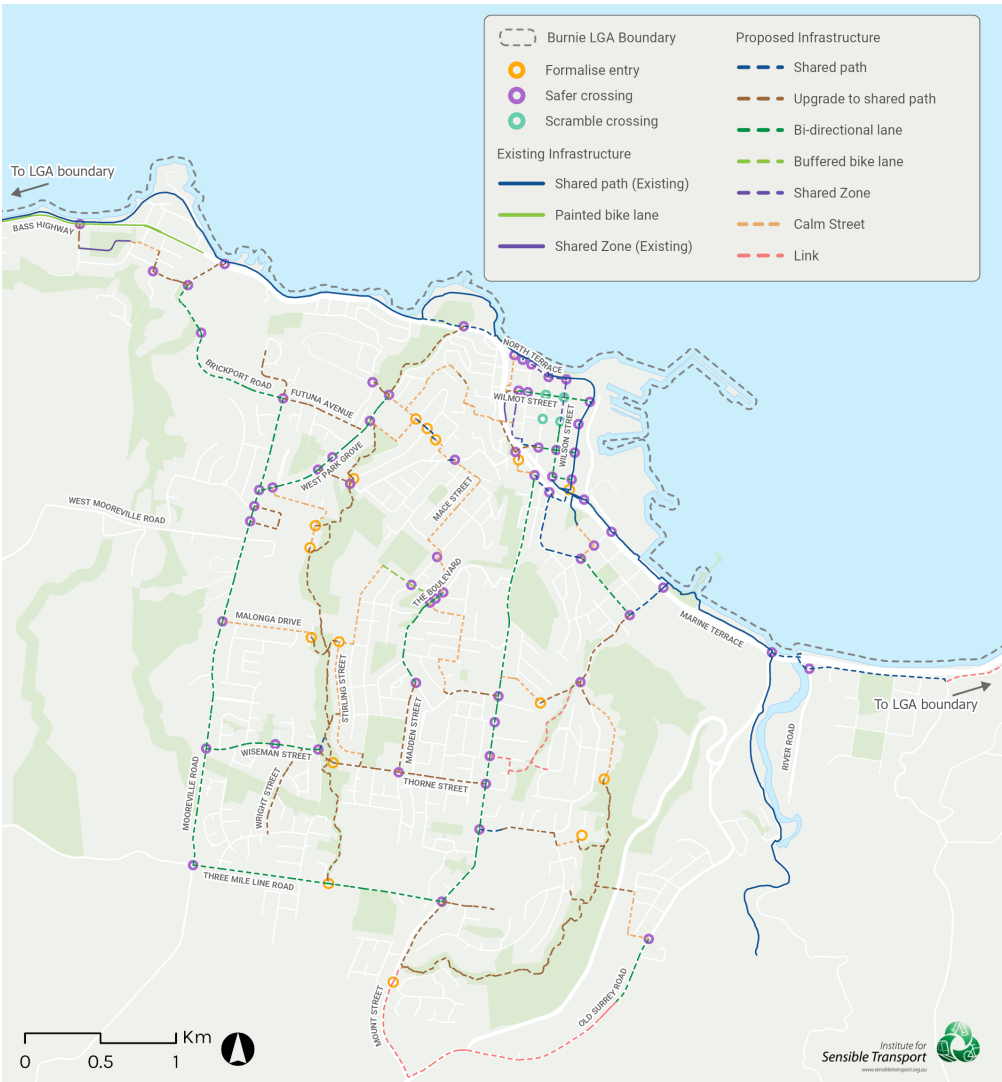 Burnie LGA Boundary
Formalise entry
Safer crossing
Scramble crossing
Existing Infrastructure
Shared path (Existing)
Painted bike lane
Shared Zone (Existing)
Proposed Infrastructure
Shared path
Upgrade to shared path
Bi-directional lane
Buffered bike lane
Shared Zone
Calm Street
Link
To LGA boundary
BASS HIGHWAY
NORTH TERRACE
BRICKPORT ROAD
FUTUNA AVENUE
WILMOT STREET
WILSON STREET
WEST PARK GROVE
MACE STREET
WEST MOOREVILLE ROAD
THE BOULEVARD
MALONGA DRIVE
MARINE TERRACE
STIRLING STREET
To LGA boundary
MADDEN STREET
RIVER ROAD
WISEMAN STREET
MOOREVILLE ROAD
WRIGHT STREET
THORNE STREET
THREE MILE LINE ROAD
MOUNT STREET
OLD SURREY ROAD
Km
0 0.5 1
Institute for
Sensible Transport
www.sensibletransport.org.au